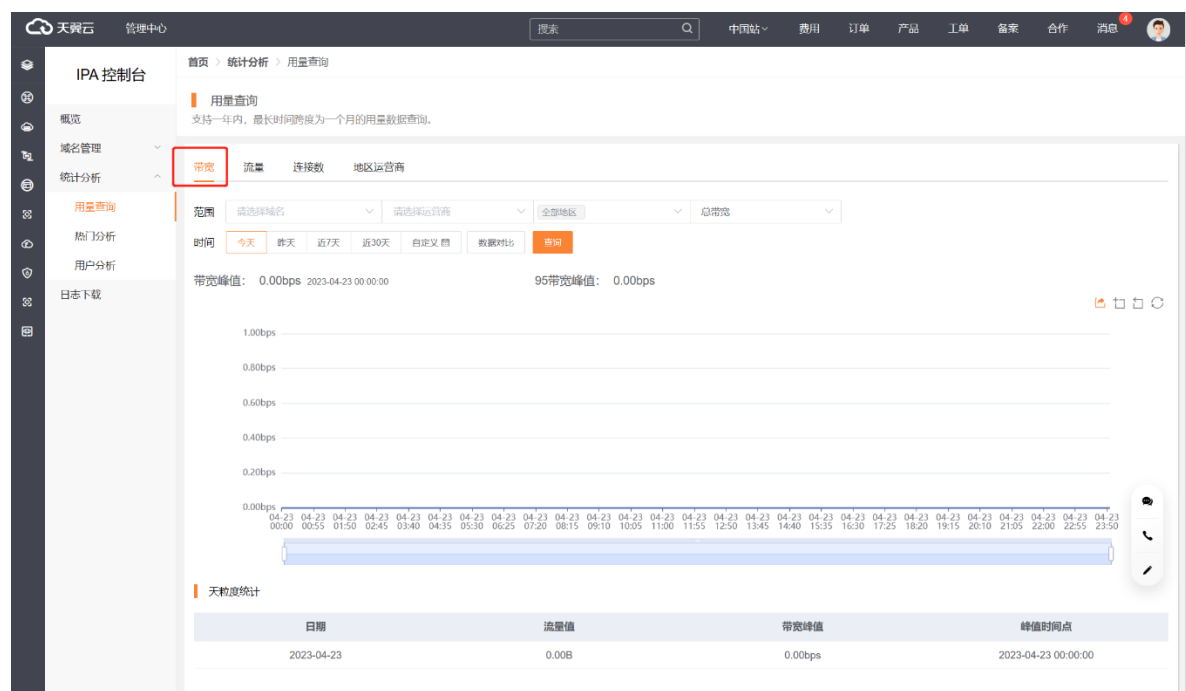 天翼云 管理中心 搜索 中国站 费用 订单 产品 工单 备案 合作 消息 4
IPA 控制台
概览
域名管理
统计分析
用量查询
热门分析
用户分析
日志下载
首页 > 统计分析 > 用量查询
用量查询
支持一年内，最长时间跨度为一个月的用量数据查询。
带宽 流量 连接数 地区运营商
范围 请选择域名 请选择运营商 全部地区 总带宽
时间 今天 昨天 近7天 近30天 自定义 数据对比 查询
带宽峰值： 0.00bps 2023-04-23 00:00:00 95带宽峰值： 0.00bps
1.00bps
0.80bps
0.60bps
0.40bps
0.20bps
0.00bps
04-23 04-23 04-23 04-23 04-23 04-23 04-23 04-23 04-23 04-23 04-23 04-23 04-23 04-23 04-23 04-23 04-23 04-23 04-23 04-23 04-23 04-23 04-23 04-23 04-23 04-23 04-23
00:00 00:55 01:50 02:45 03:40 04:35 05:30 06:25 07:20 08:15 09:10 10:05 11:00 11:55 12:50 13:45 14:40 15:35 16:30 17:25 18:20 19:15 20:10 21:05 22:00 22:55 23:50
天粒度统计
日期 流量值 带宽峰值 峰值时间点
2023-04-23 0.00B 0.00bps 2023-04-23 00:00:00